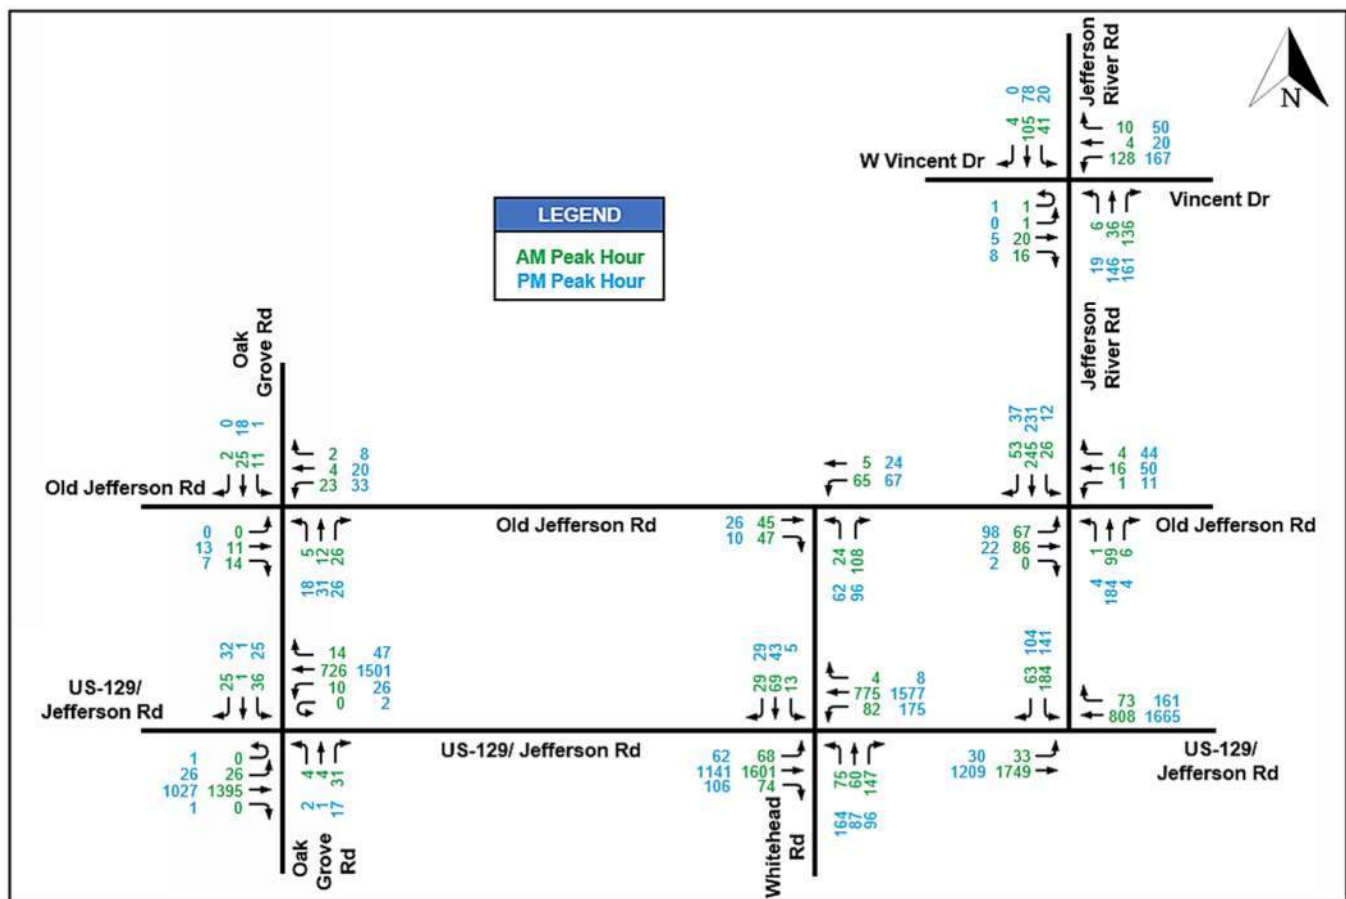 Jefferson
River Rd
N
0 78 20
4 105 41
10 50
4 20
128 167
W Vincent Dr
Vincent Dr
1 1
0 1
5 20
8 16
6 36 136
19 146 161
LEGEND
AM Peak Hour
PM Peak Hour
Oak
Grove Rd
Jefferson
River Rd
0 18 1
2 25 11
2 8
4 20
23 33
Old Jefferson Rd
5 24
65 67
37 231 12
53 245 26
4 44
16 50
1 11
Old Jefferson Rd
Old Jefferson Rd
0 0
13 11
7 14
5 12 26
18 31 26
26 45
10 47
24 108
62 96
98 67
22 86
2 0
1 99 6
4 184 4
32 1 25
25 1 36
14 47
726 1501
10 26
0 2
US-129/
Jefferson Rd
29 43 5
29 69 13
4 8
775 1577
82 175
104 141
63 184
73 161
808 1665
US-129/ Jefferson Rd
US-129/
Jefferson Rd
1 0
26 26
1027 1395
1 0
4 4 31
2 1 17
62 68
1141 1601
106 74
75 60 147
164 87 96
30 33
1209 1749
Oak
Grove
Rd
Whitehead
Rd